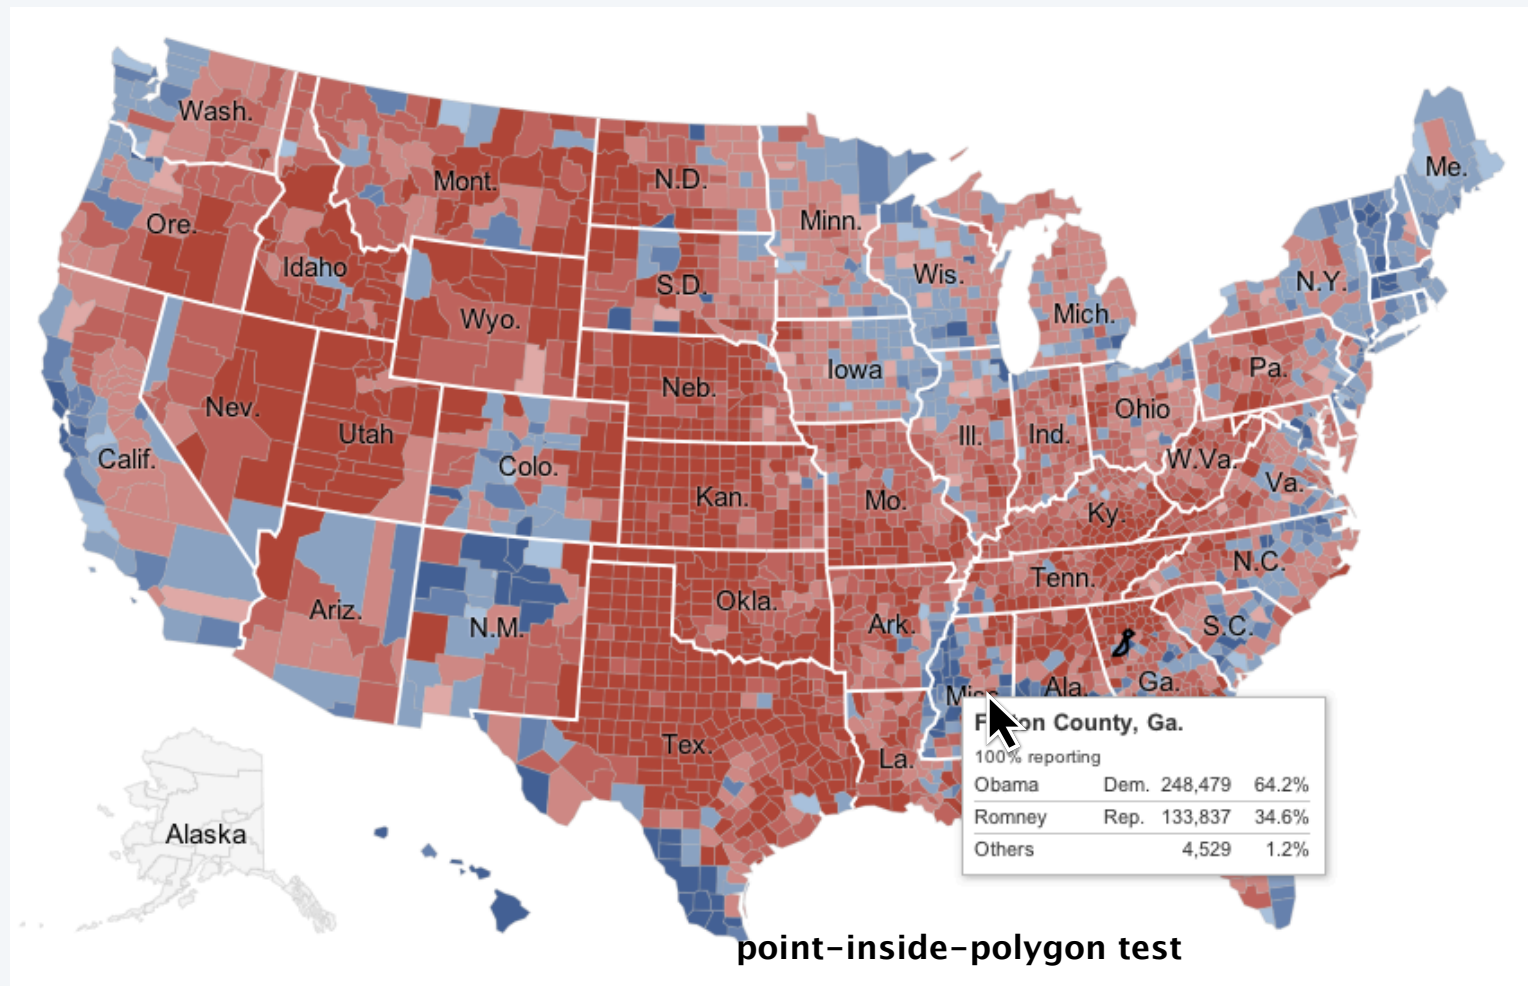 Wash.
Me.
Mont.
N.D.
Minn.
Ore.
Idaho
Wis.
N.Y.
S.D.
Mich.
Wyo.
Pa.
Iowa
Neb.
Nev.
Ohio
Utah
Ill.
Ind.
Calif.
Colo.
W.Va.
Va.
Kan.
Mo.
Ky.
N.C.
Tenn.
Okla.
Ariz.
N.M.
Ark.
S.C.
Ala.
Ga.
Tex.
La.
Alaska
County, Ga.
100% reporting
Obama Dem. 248,479 64.2%
Romney Rep. 133,837 34.6%
Others 4,529 1.2%
point-inside-polygon test